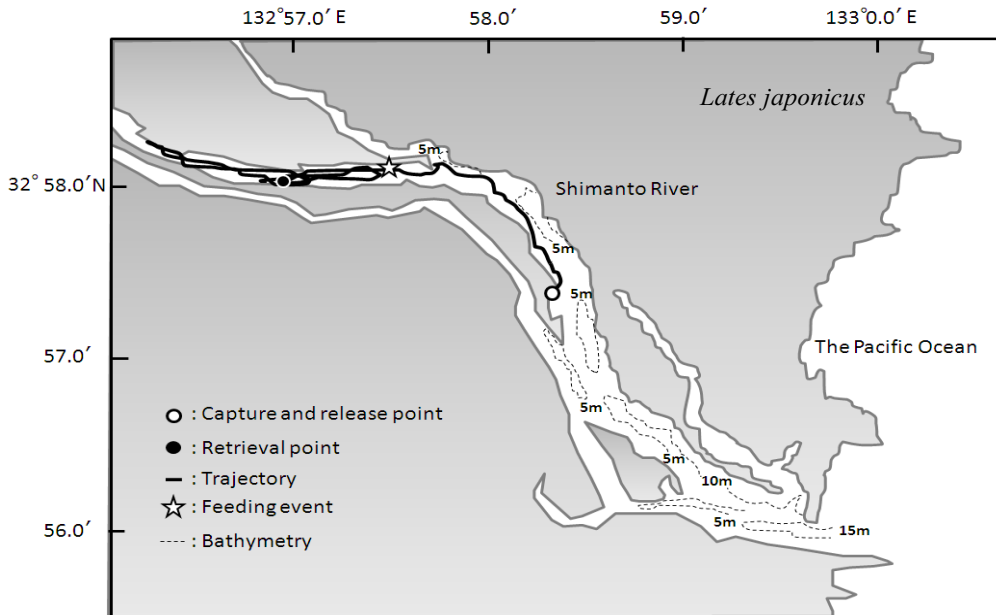 132°57.0′ E
58.0′
59.0′
133°0.0′ E
Lates japonicus
5m
32° 58.0′N
Shimanto River
5m
5m
57.0′
The Pacific Ocean
5m
○ : Capture and release point
● : Retrieval point
5m
– : Trajectory
10m
☆ : Feeding event
56.0′
5m
15m
----- : Bathymetry